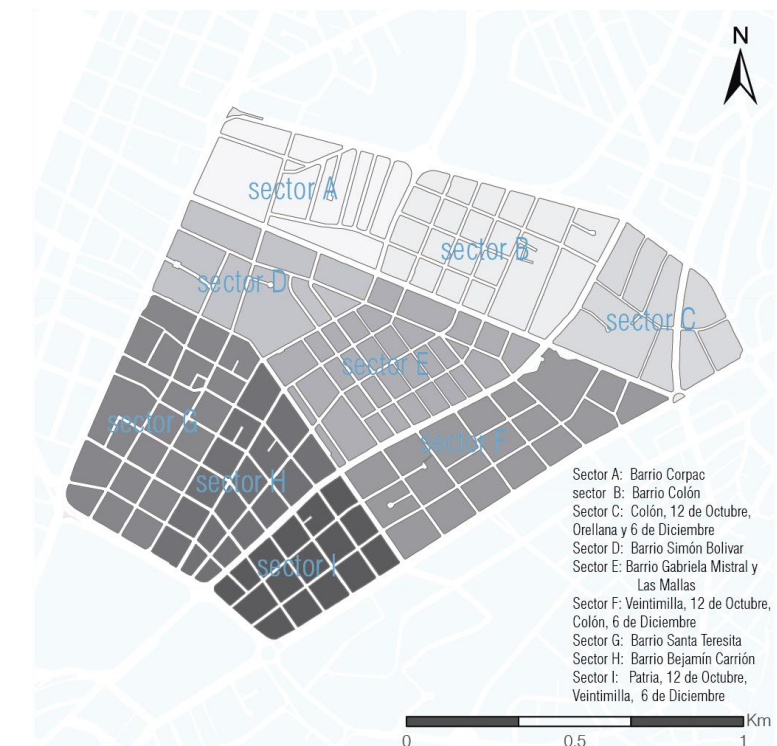 N
sector A
sector B
sector D
sector C
sector E
sector G
sector F
sector H
sector I
Sector A: Barrio Corpac
sector B: Barrio Colón
Sector C: Colón, 12 de Octubre,
Orellana y 6 de Diciembre
Sector D: Barrio Simón Bolivar
Sector E: Barrio Gabriela Mistral y
Las Mallas
Sector F: Veintimilla, 12 de Octubre,
Colón, 6 de Diciembre
Sector G: Barrio Santa Teresita
Sector H: Barrio Bejamín Carrión
Sector I: Patria, 12 de Octubre,
Veintimilla, 6 de Diciembre
Km
0 0.5 1